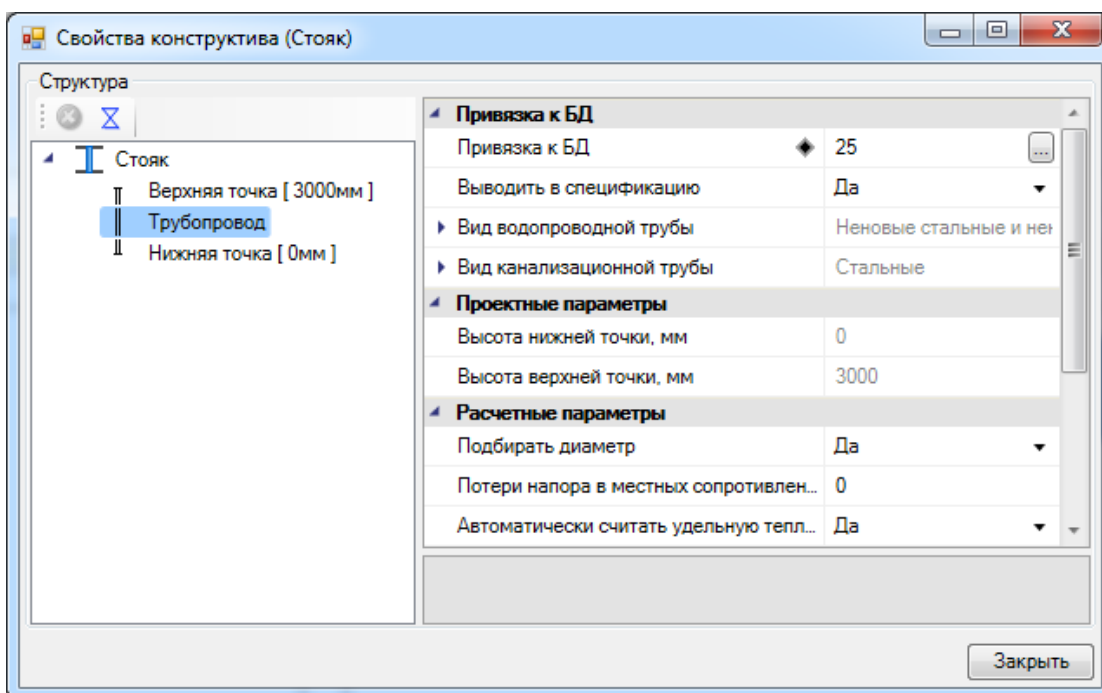 Свойства конструктива (Стояк)
Структура
Стояк
Верхняя точка [ 3000мм ]
Трубопровод
Нижняя точка [ 0мм ]
Привязка к БД
Привязка к БД 25 ...
Выводить в спецификацию Да
Вид водопроводной трубы Неновые стальные и нен
Вид канализационной трубы Стальные
Проектные параметры
Высота нижней точки, мм 0
Высота верхней точки, мм 3000
Расчетные параметры
Подбирать диаметр Да
Потери напора в местных сопротивлен... 0
Автоматически считать удельную тепл... Да
Закрыть